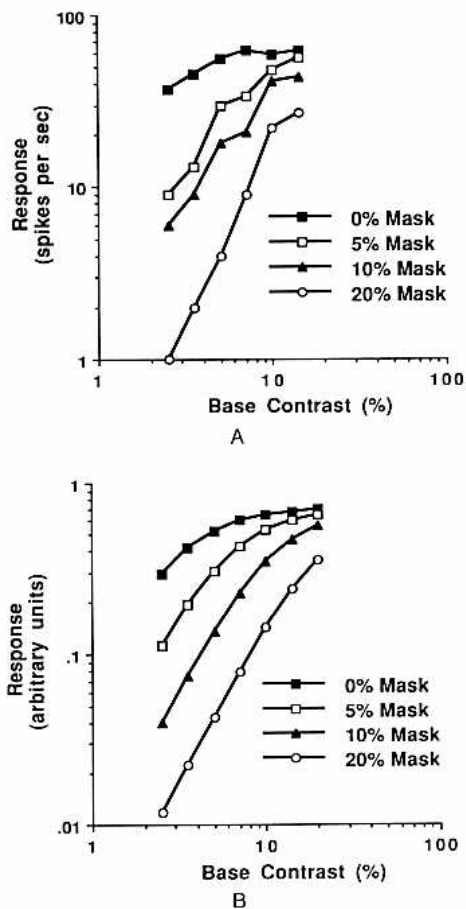 100
10
1
Response
(spikes per sec)
0% Mask
5% Mask
10% Mask
20% Mask
1
10
100
Base Contrast (%)
A
1
.1
.01
Response
(arbitrary units)
0% Mask
5% Mask
10% Mask
20% Mask
1
10
100
Base Contrast (%)
B